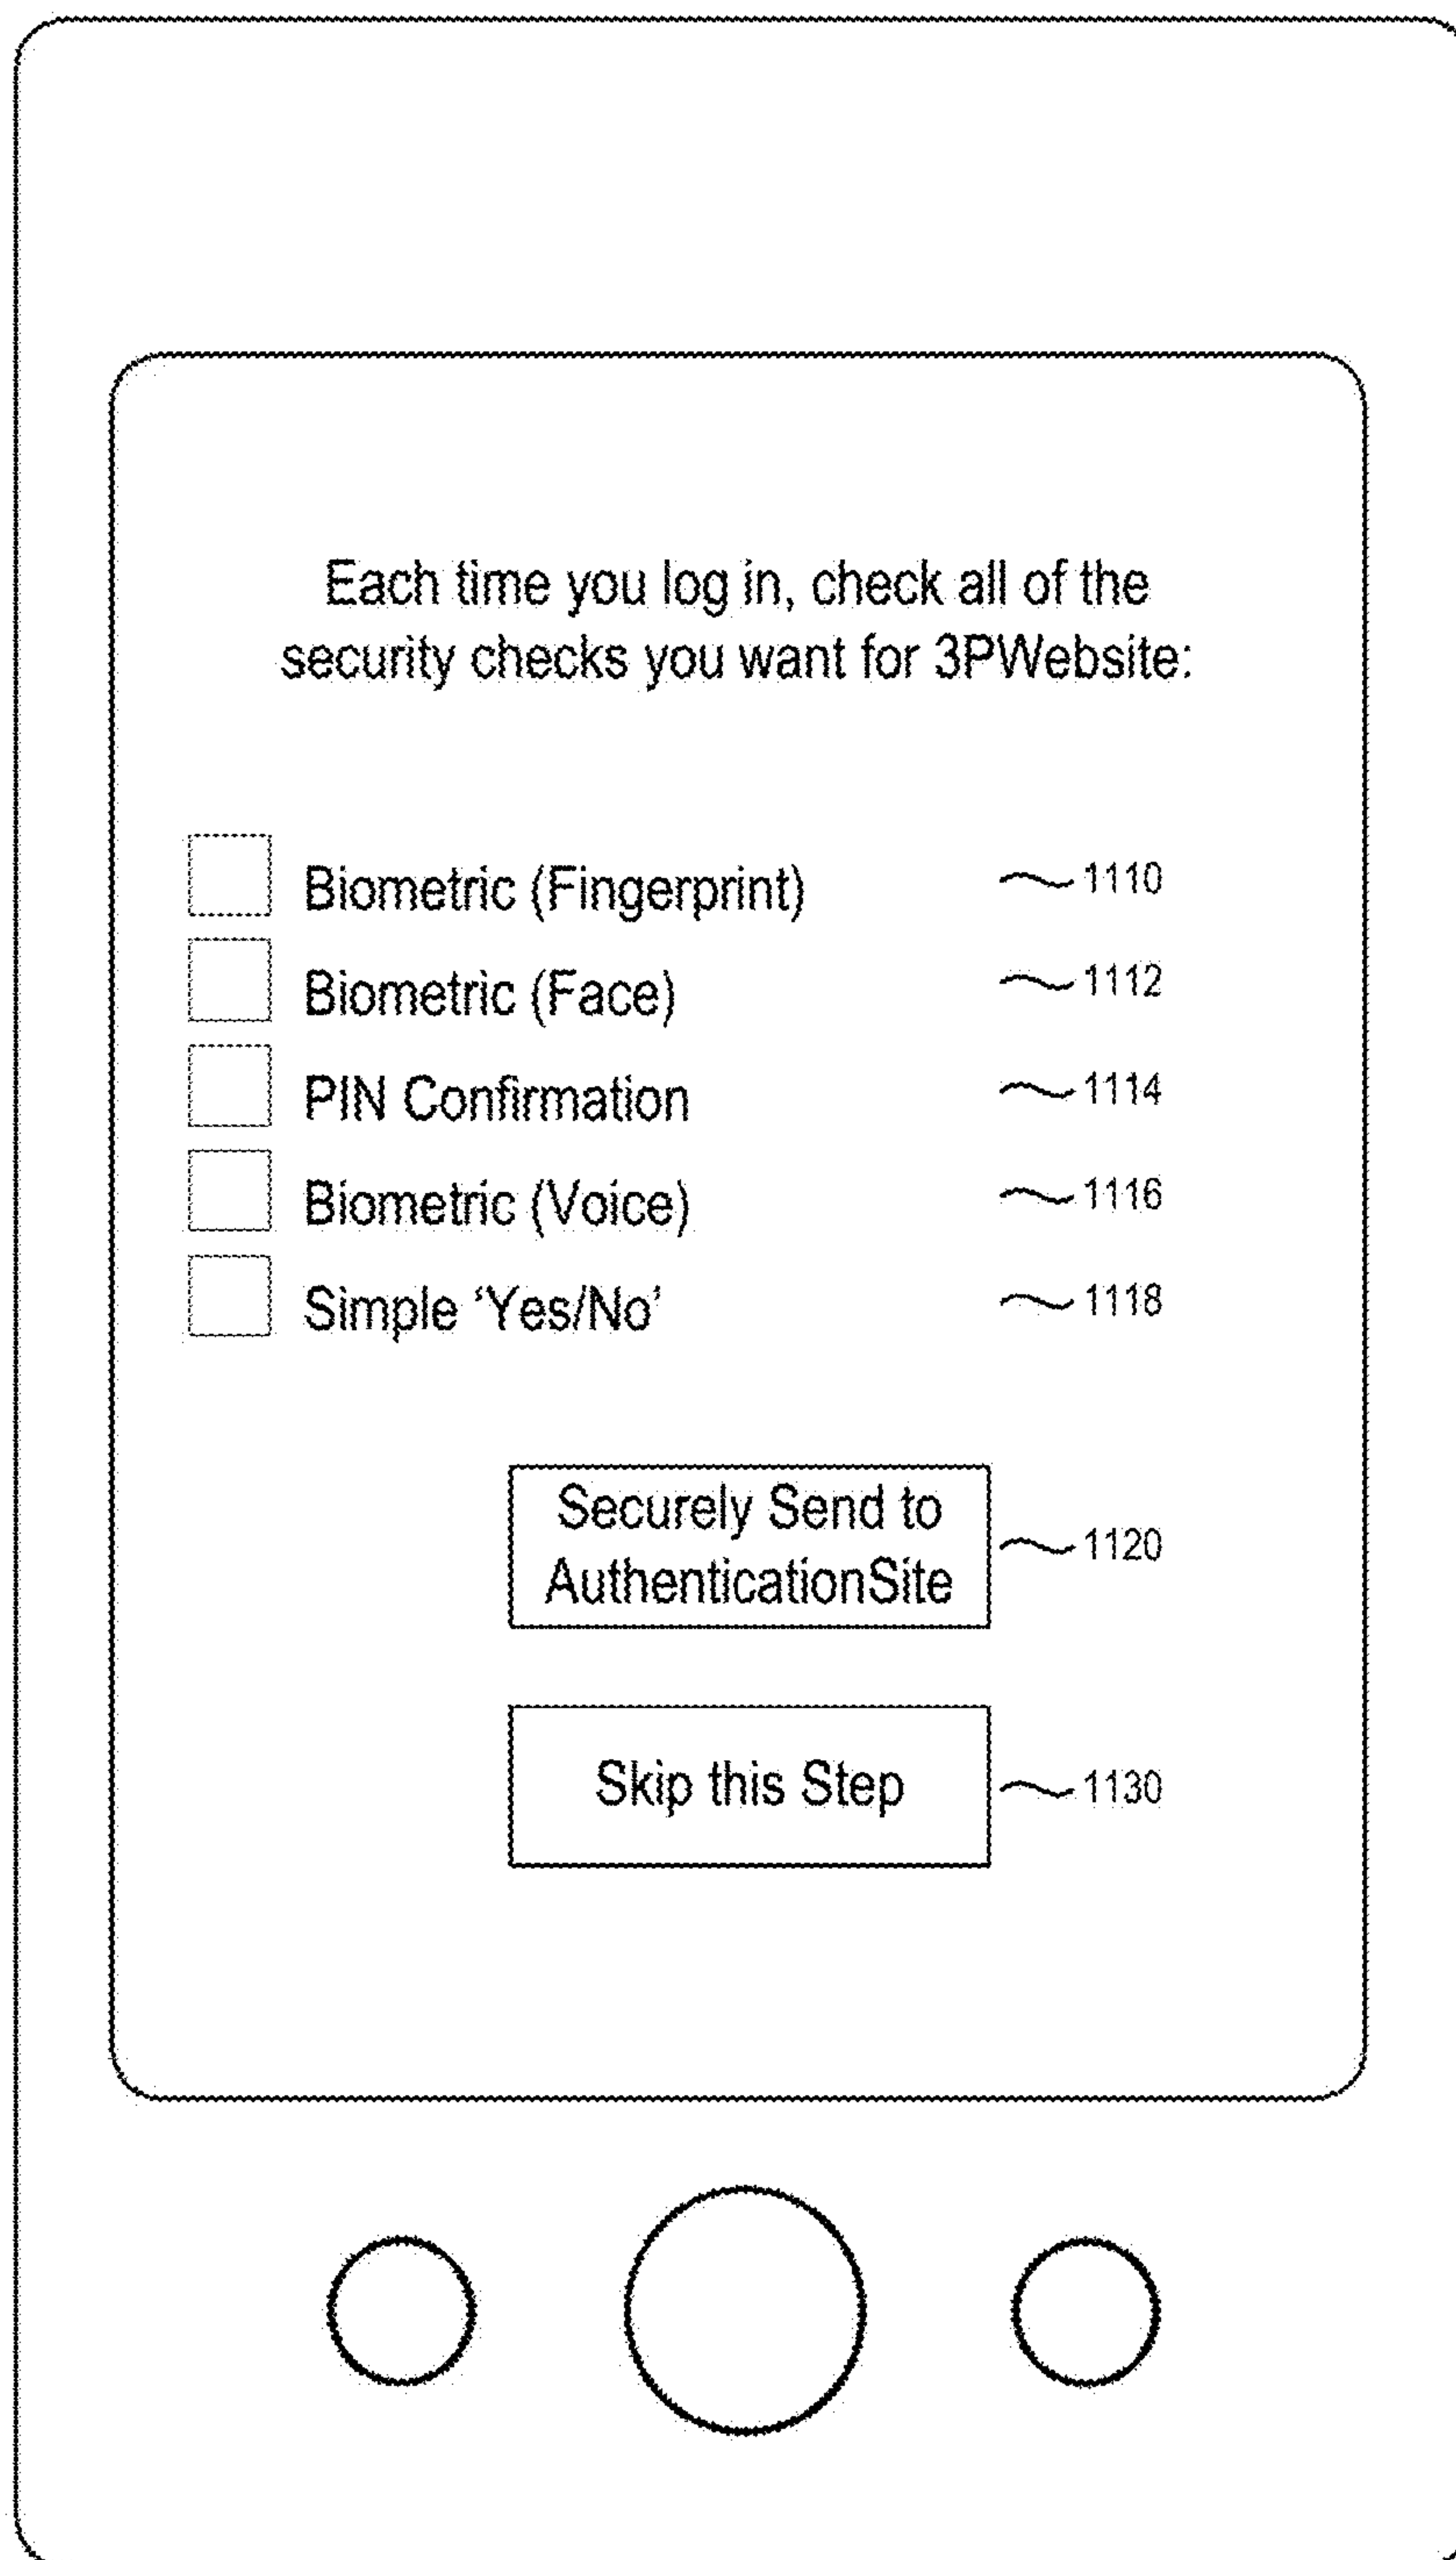 Each time you log in, check all of the
security checks you want for 3PWebsite:
Biometric (Fingerprint) 1110
Biometric (Face) 1112
PIN Confirmation 1114
Biometric (Voice) 1116
Simple ‘Yes/No’ 1118
Securely Send to
AuthenticationSite 1120
Skip this Step 1130